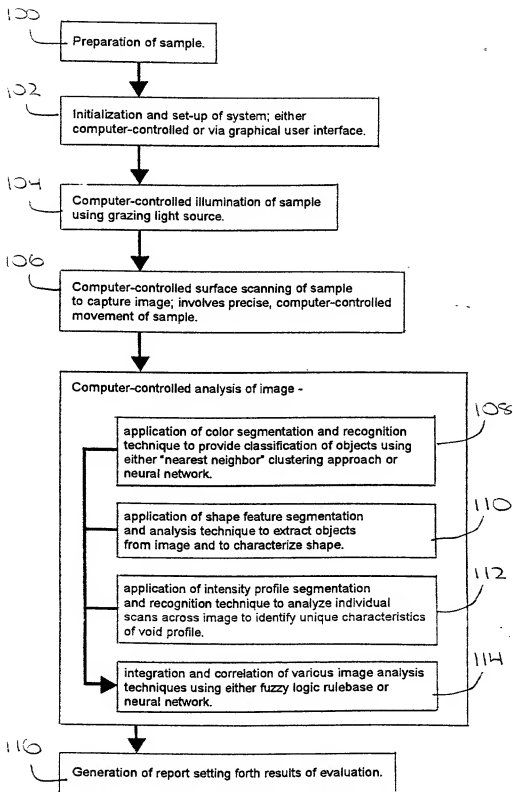 100
Preparation of sample.
102
Initialization and set-up of system; either
computer-controlled or via graphical user interface.
104
Computer-controlled illumination of sample
using grazing light source.
106
Computer-controlled surface scanning of sample
to capture image; involves precise, computer-controlled
movement of sample.
Computer-controlled analysis of image -
108
application of color segmentation and recognition
technique to provide classification of objects using
either "nearest neighbor" clustering approach or
neural network.
110
application of shape feature segmentation
and analysis technique to extract objects
from image and to characterize shape.
112
application of intensity profile segmentation
and recognition technique to analyze individual
scans across image to identify unique characteristics
of void profile.
114
integration and correlation of various image analysis
techniques using either fuzzy logic rulebase or
neural network.
116
Generation of report setting forth results of evaluation.